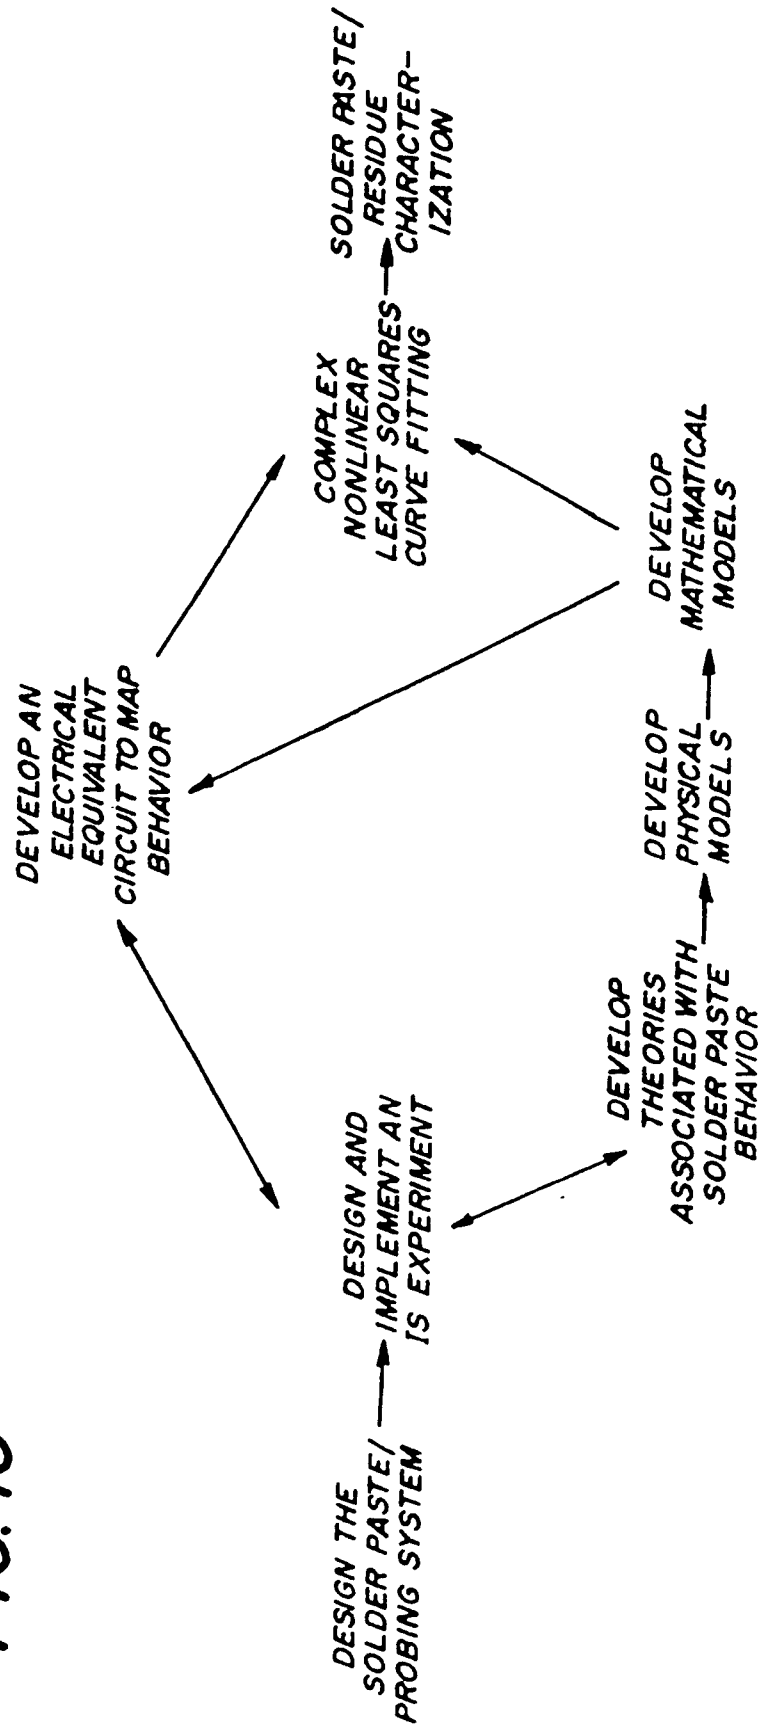 DESIGN THE
SOLDER PASTE/
PROBING SYSTEM
DESIGN AND
IMPLEMENT AN
IS EXPERIMENT
DEVELOP AN
ELECTRICAL
EQUIVALENT
CIRCUIT TO MAP
BEHAVIOR
DEVELOP
THEORIES
ASSOCIATED WITH
SOLDER PASTE
BEHAVIOR
DEVELOP
PHYSICAL
MODELS
DEVELOP
MATHEMATICAL
MODELS
COMPLEX
NONLINEAR
LEAST SQUARES
CURVE FITTING
SOLDER PASTE/
RESIDUE
CHARACTER-
IZATION